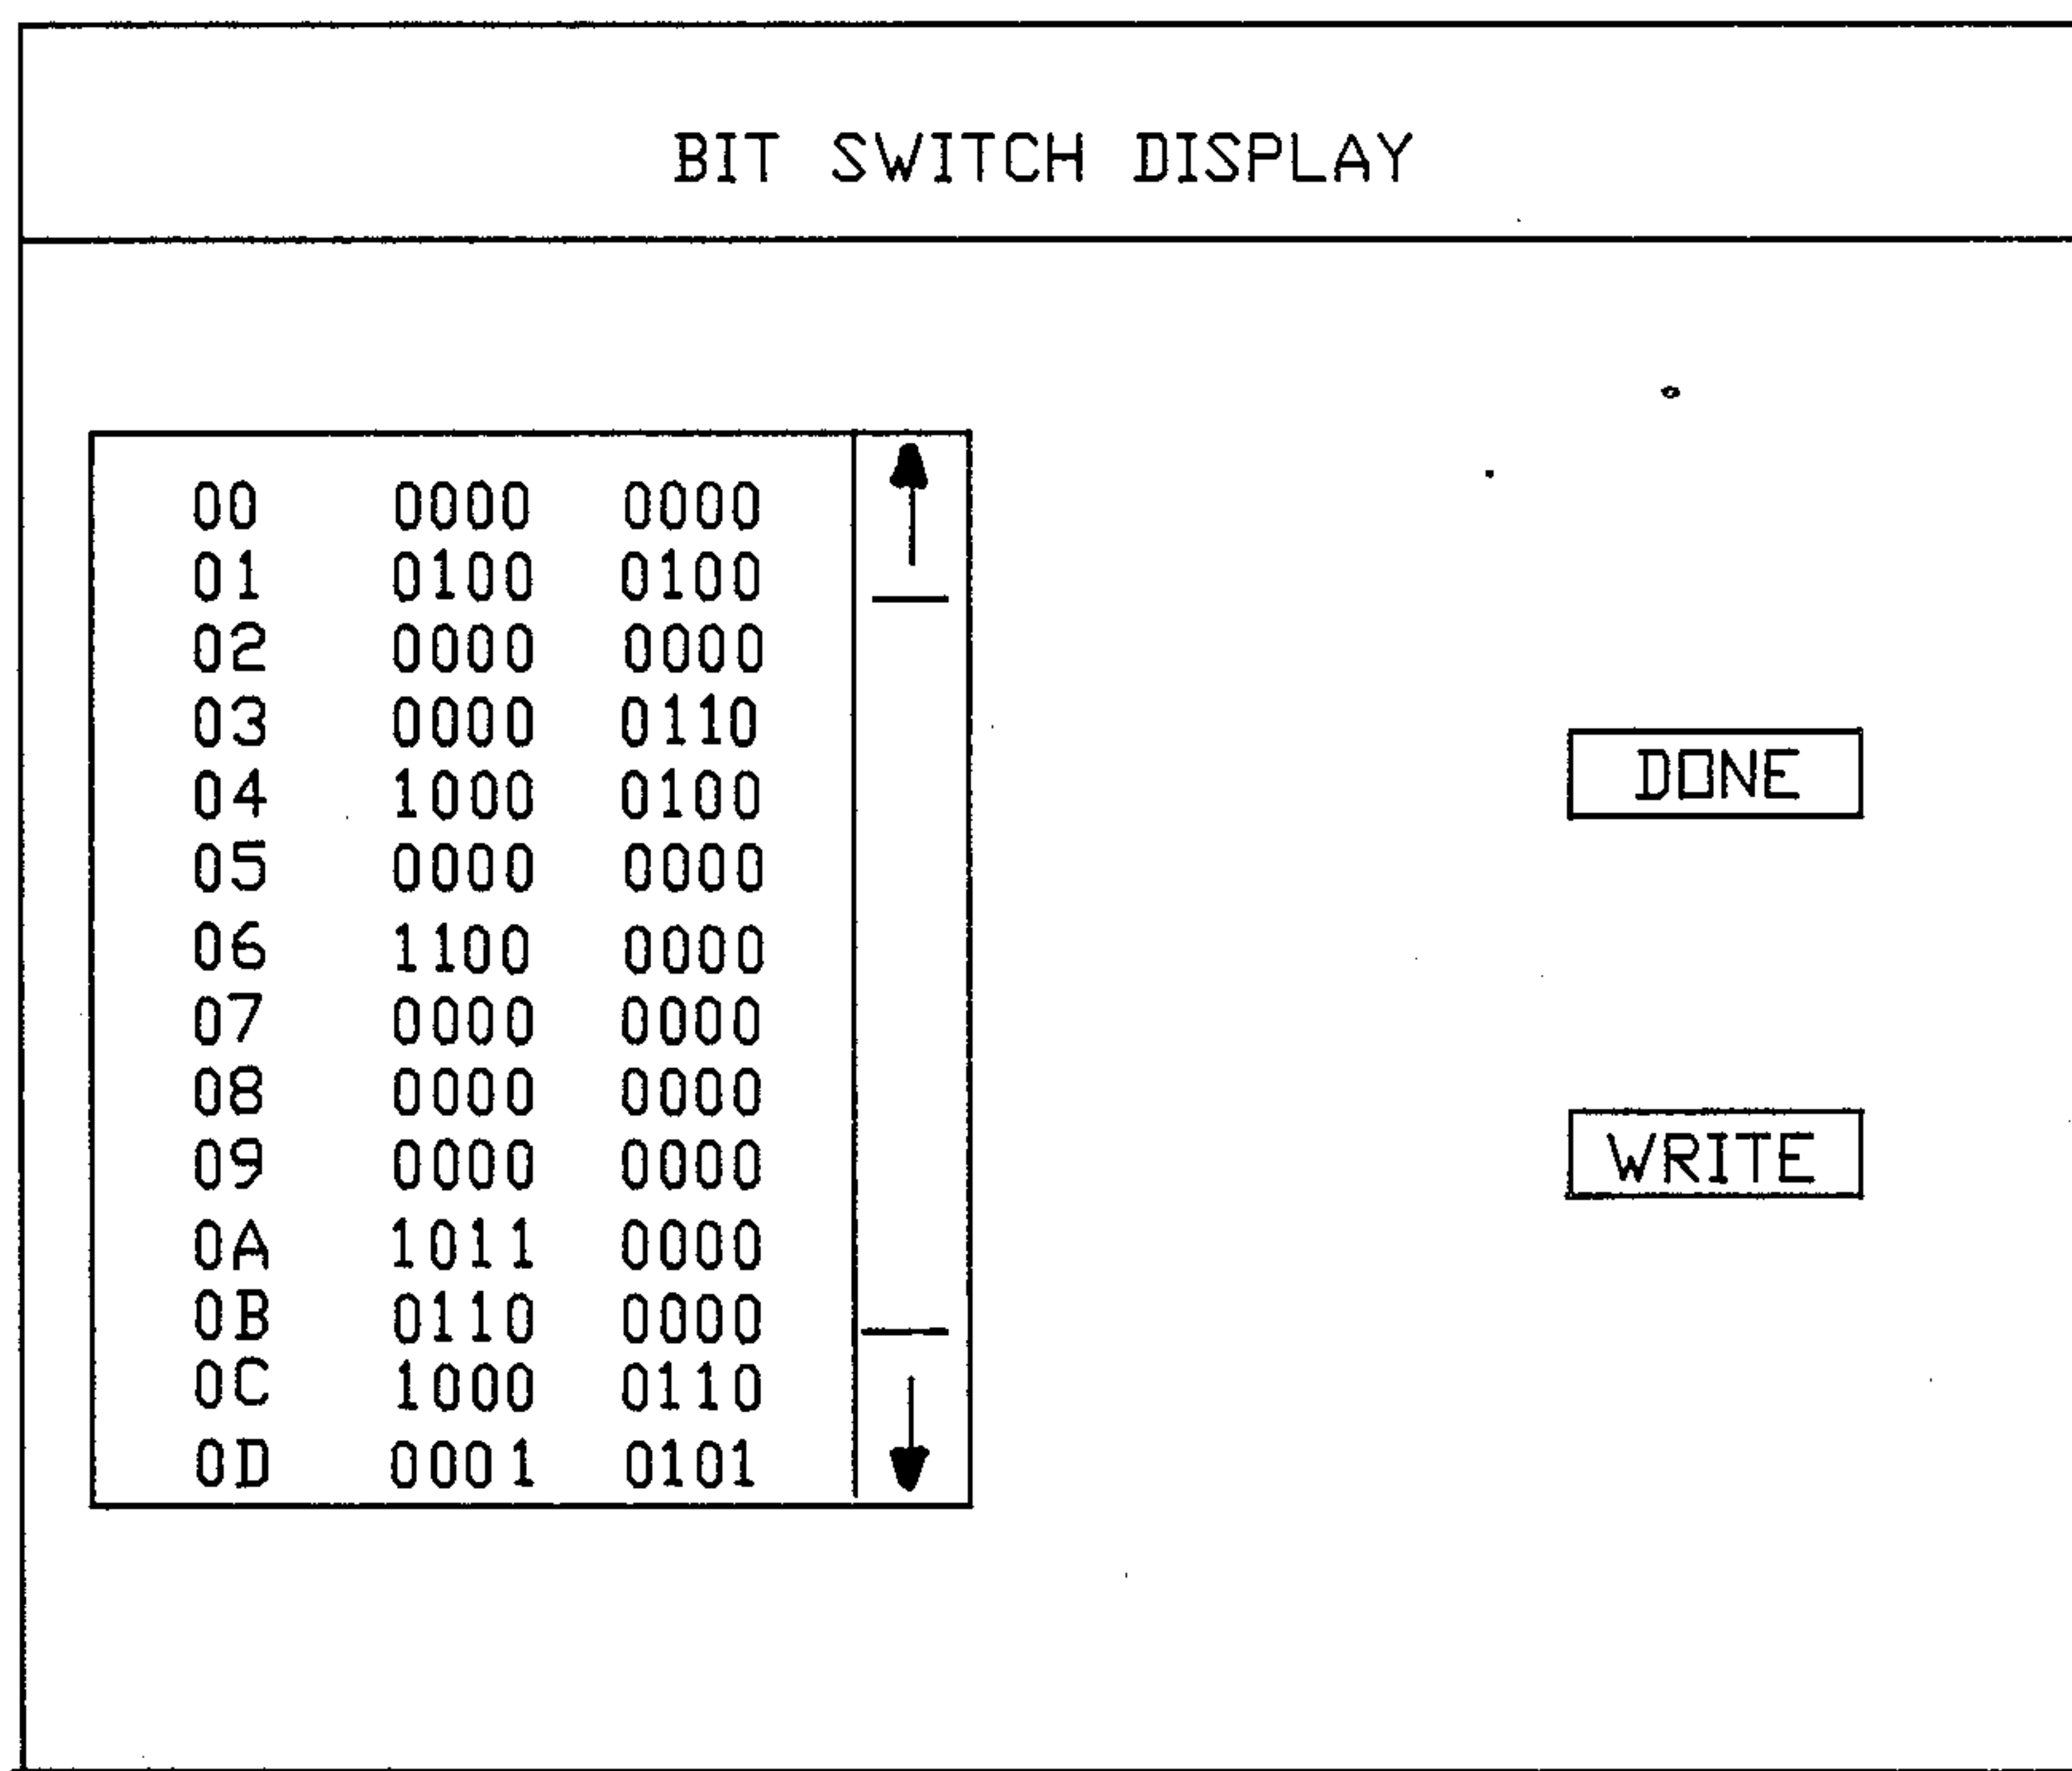 BIT SWITCH DISPLAY
00 0000 0000
01 0100 0100
02 0000 0000
03 0000 0110
04 1000 0100
05 0000 0000
06 1100 0000
07 0000 0000
08 0000 0000
09 0000 0000
0A 1011 0000
0B 0110 0000
0C 1000 0110
0D 0001 0101
DONE
WRITE